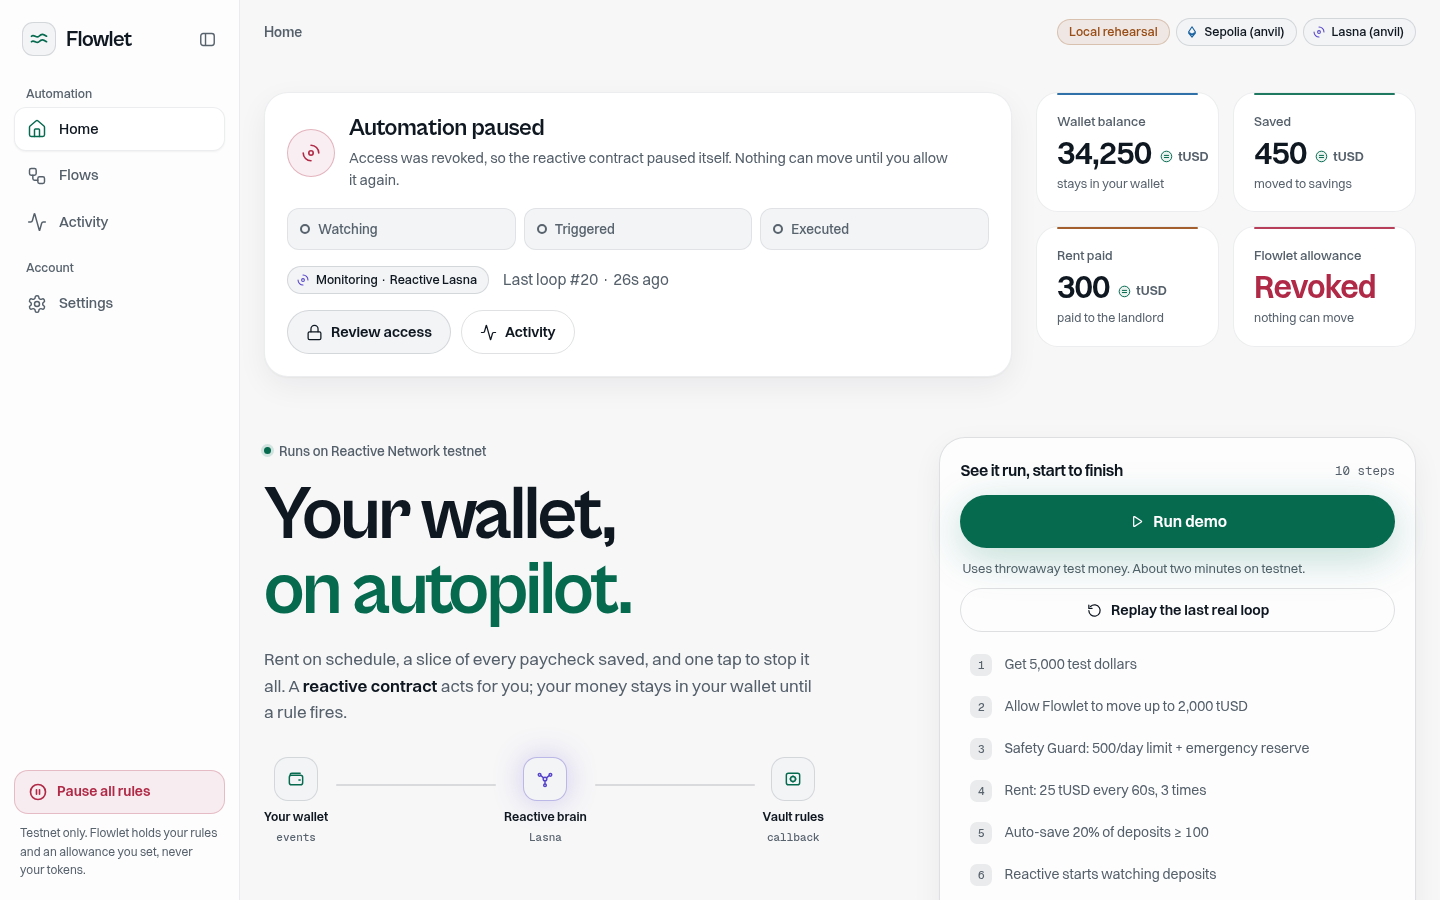 Flowlet
Automation
Home
Flows
Activity
Account
Settings
Pause all rules
Testnet only. Flowlet holds your rules
and an allowance you set, never
your tokens.
Home
Local rehearsal
Sepolia (anvil)
Lasna (anvil)
Automation paused
Access was revoked, so the reactive contract paused itself. Nothing can move until you allow
it again.
Watching
Triggered
Executed
Monitoring · Reactive Lasna
Last loop #20 · 26s ago
Review access
Activity
Wallet balance
34,250 tUSD
stays in your wallet
Saved
450 tUSD
moved to savings
Rent paid
300 tUSD
paid to the landlord
Flowlet allowance
Revoked
nothing can move
Runs on Reactive Network testnet
Your wallet,
on autopilot.
Rent on schedule, a slice of every paycheck saved, and one tap to stop it
all. A reactive contract acts for you; your money stays in your wallet until
a rule fires.
Your wallet
events
Reactive brain
Lasna
Vault rules
callback
See it run, start to finish
10 steps
Run demo
Uses throwaway test money. About two minutes on testnet.
Replay the last real loop
1 Get 5,000 test dollars
2 Allow Flowlet to move up to 2,000 tUSD
3 Safety Guard: 500/day limit + emergency reserve
4 Rent: 25 tUSD every 60s, 3 times
5 Auto-save 20% of deposits ≥ 100
6 Reactive starts watching deposits